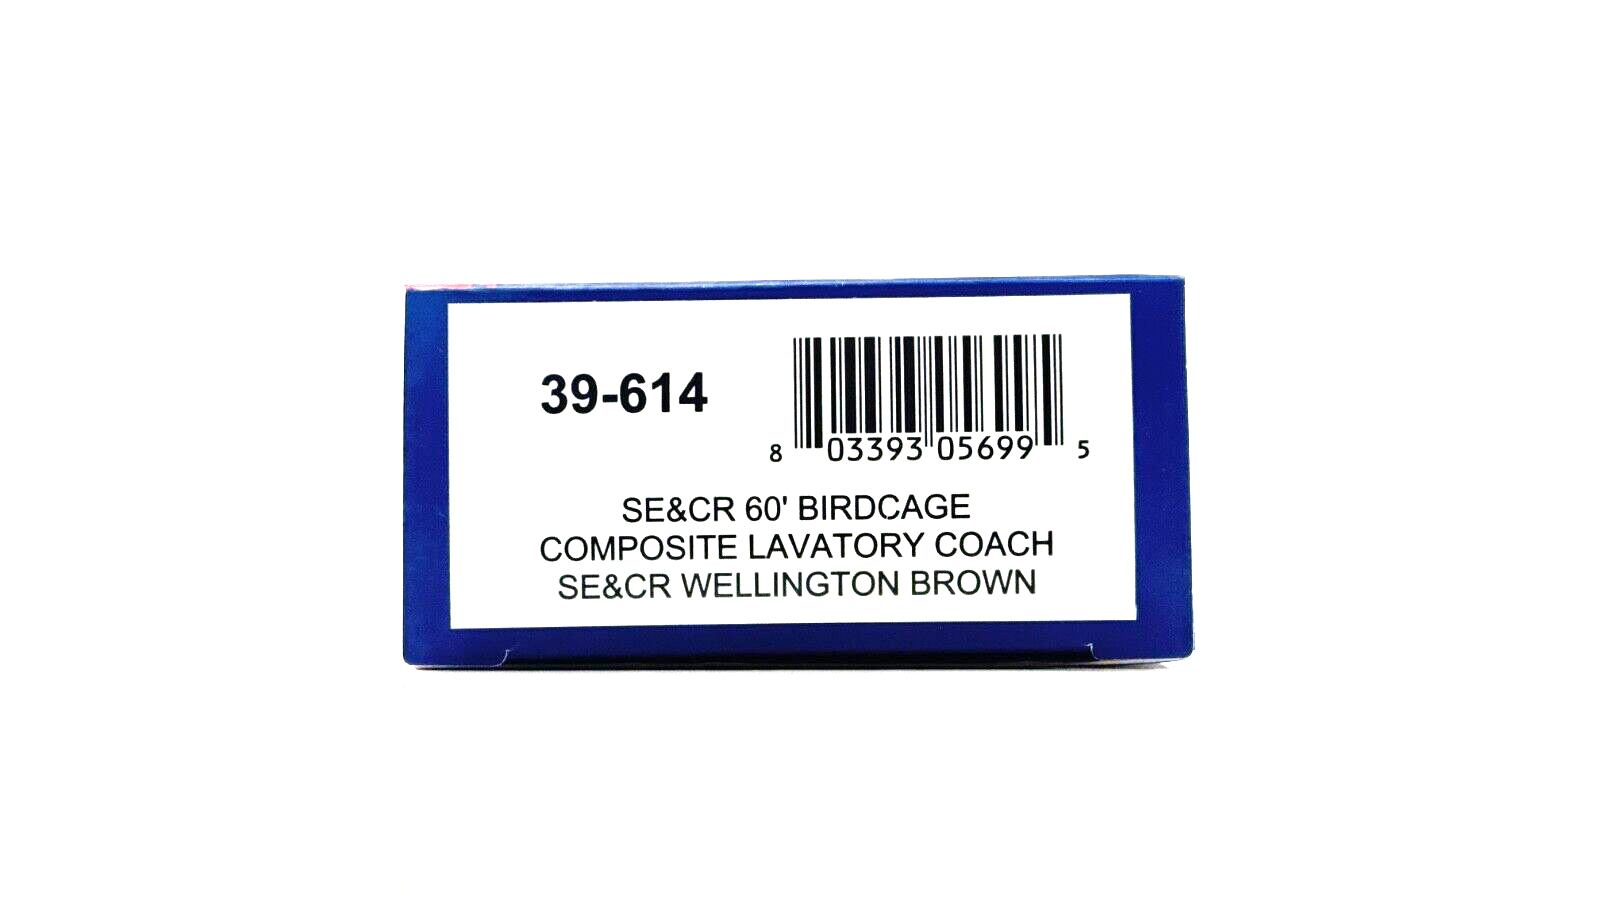 39-614
8 03393 05699 5
SE&CR 60' BIRDCAGE
COMPOSITE LAVATORY COACH
SE&CR WELLINGTON BROWN